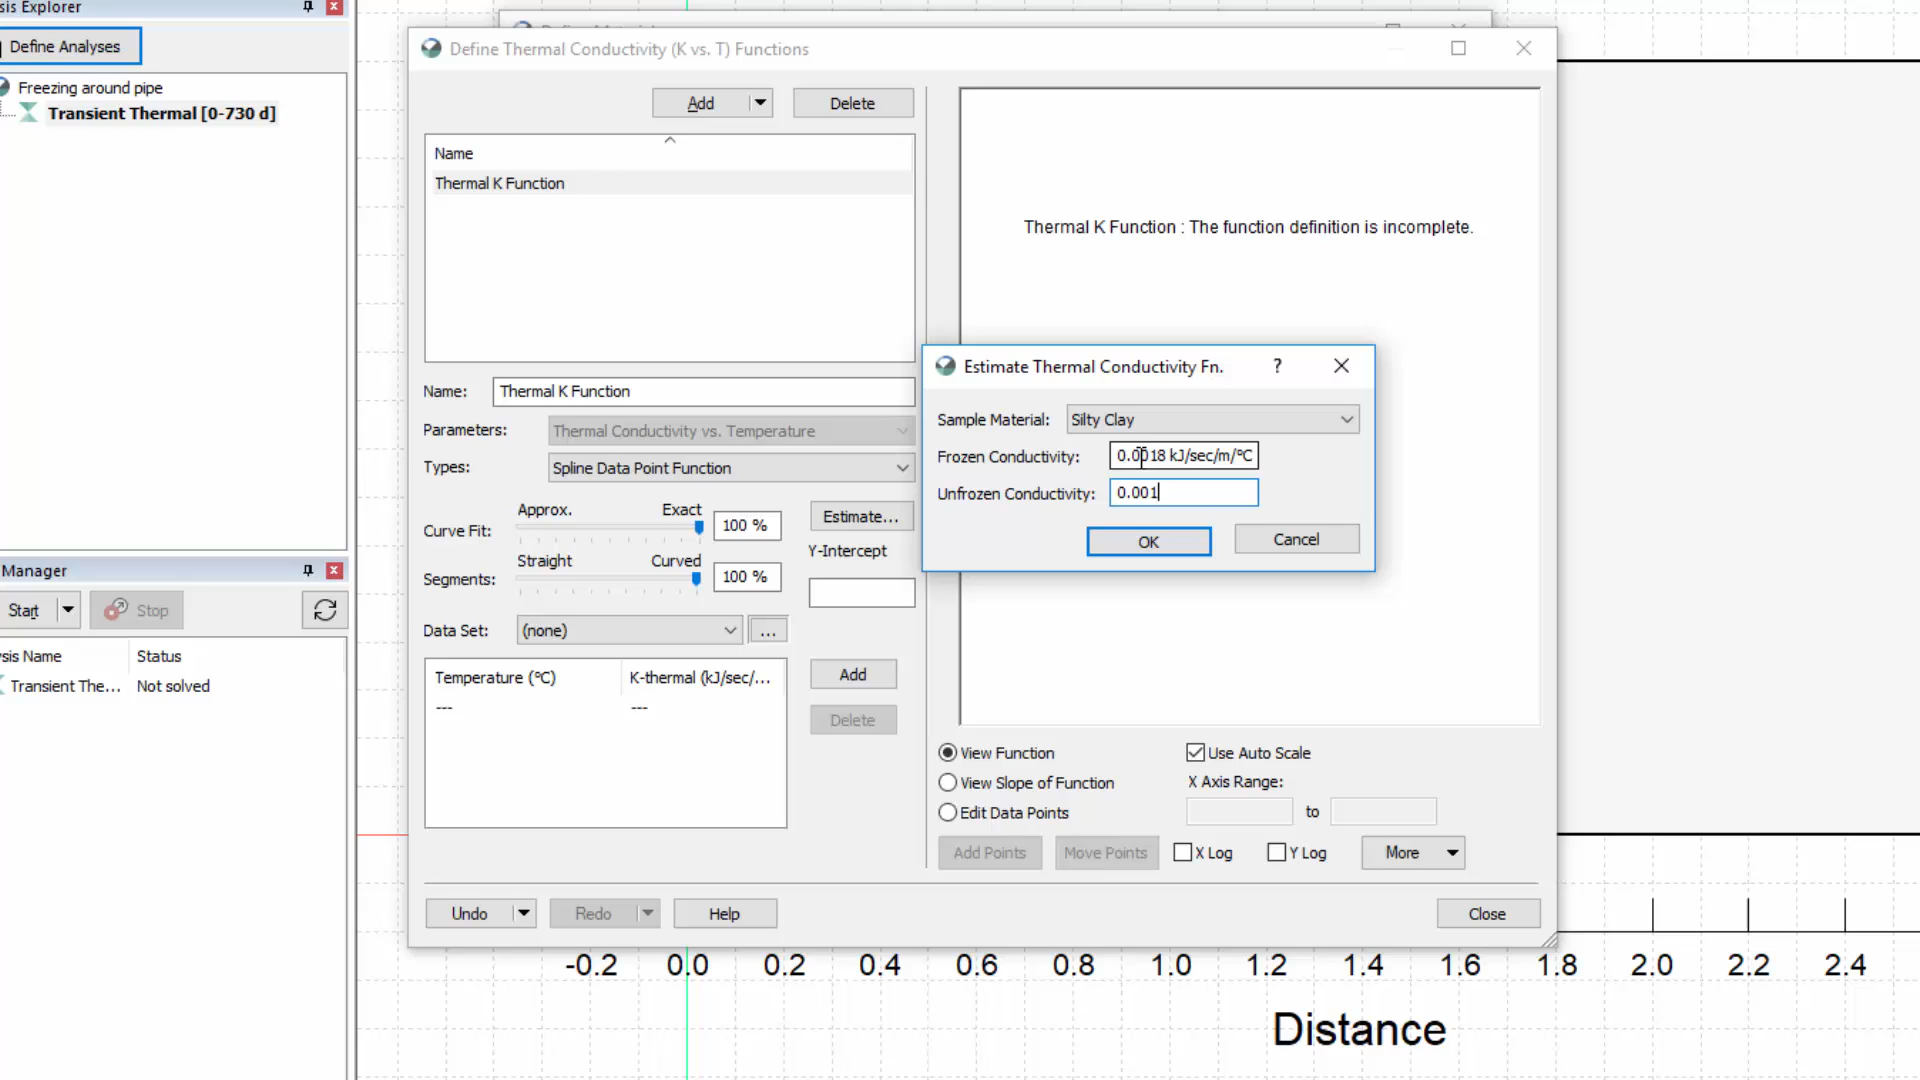 sis Explorer
Define Analyses
Freezing around pipe
Transient Thermal [0-730 d]
Manager
Start
Stop
sis Name
Status
Transient The...
Not solved
Define Thermal Conductivity (K vs. T) Functions
Add
Delete
Name
Thermal K Function
Name:
Thermal K Function
Parameters:
Thermal Conductivity vs. Temperature
Types:
Spline Data Point Function
Approx.
Exact
Curve Fit:
100 %
Estimate...
Straight
Curved
Segments:
100 %
Y-Intercept
Data Set:
(none)
...
Temperature (°C)
K-thermal (kJ/sec/...
---
---
Add
Delete
Thermal K Function : The function definition is incomplete.
Estimate Thermal Conductivity Fn.
?
Sample Material:
Silty Clay
Frozen Conductivity:
0.0018 kJ/sec/m/°C
Unfrozen Conductivity:
0.001
OK
Cancel
View Function
Use Auto Scale
View Slope of Function
X Axis Range:
Edit Data Points
to
Add Points
Move Points
X Log
Y Log
More
Undo
Redo
Help
Close
-0.2 0.0 0.2 0.4 0.6 0.8 1.0 1.2 1.4 1.6 1.8 2.0 2.2 2.4
Distance